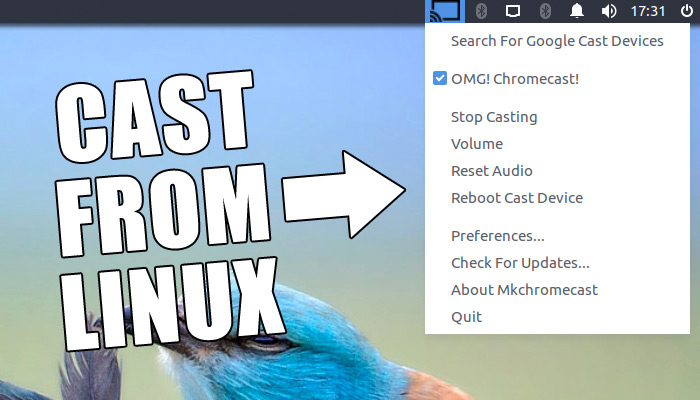 17:31
Search For Google Cast Devices
OMG! Chromecast!
Stop Casting
Volume
Reset Audio
Reboot Cast Device
Preferences...
Check For Updates...
About Mkchromecast
Quit
CAST
FROM
LINUX